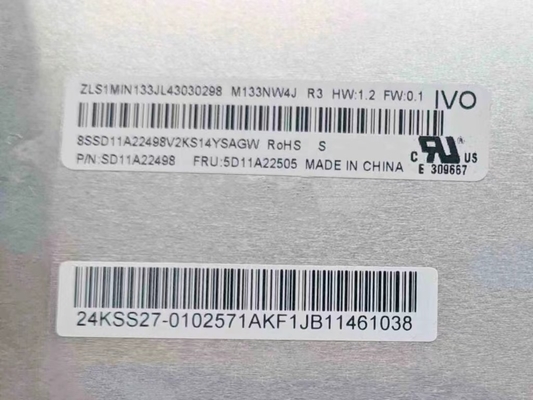 ZLS1MIN133JL43030298 M133NW4J R3 HW:1.2 FW:0.1 IVO
8SSD11A22498V2KS14YSAGW RoHS S
P/N:SD11A22498 FRU:5D11A22505 MADE IN CHINA
C US
E 309667
24KSS27-0102571AKF1JB11461038